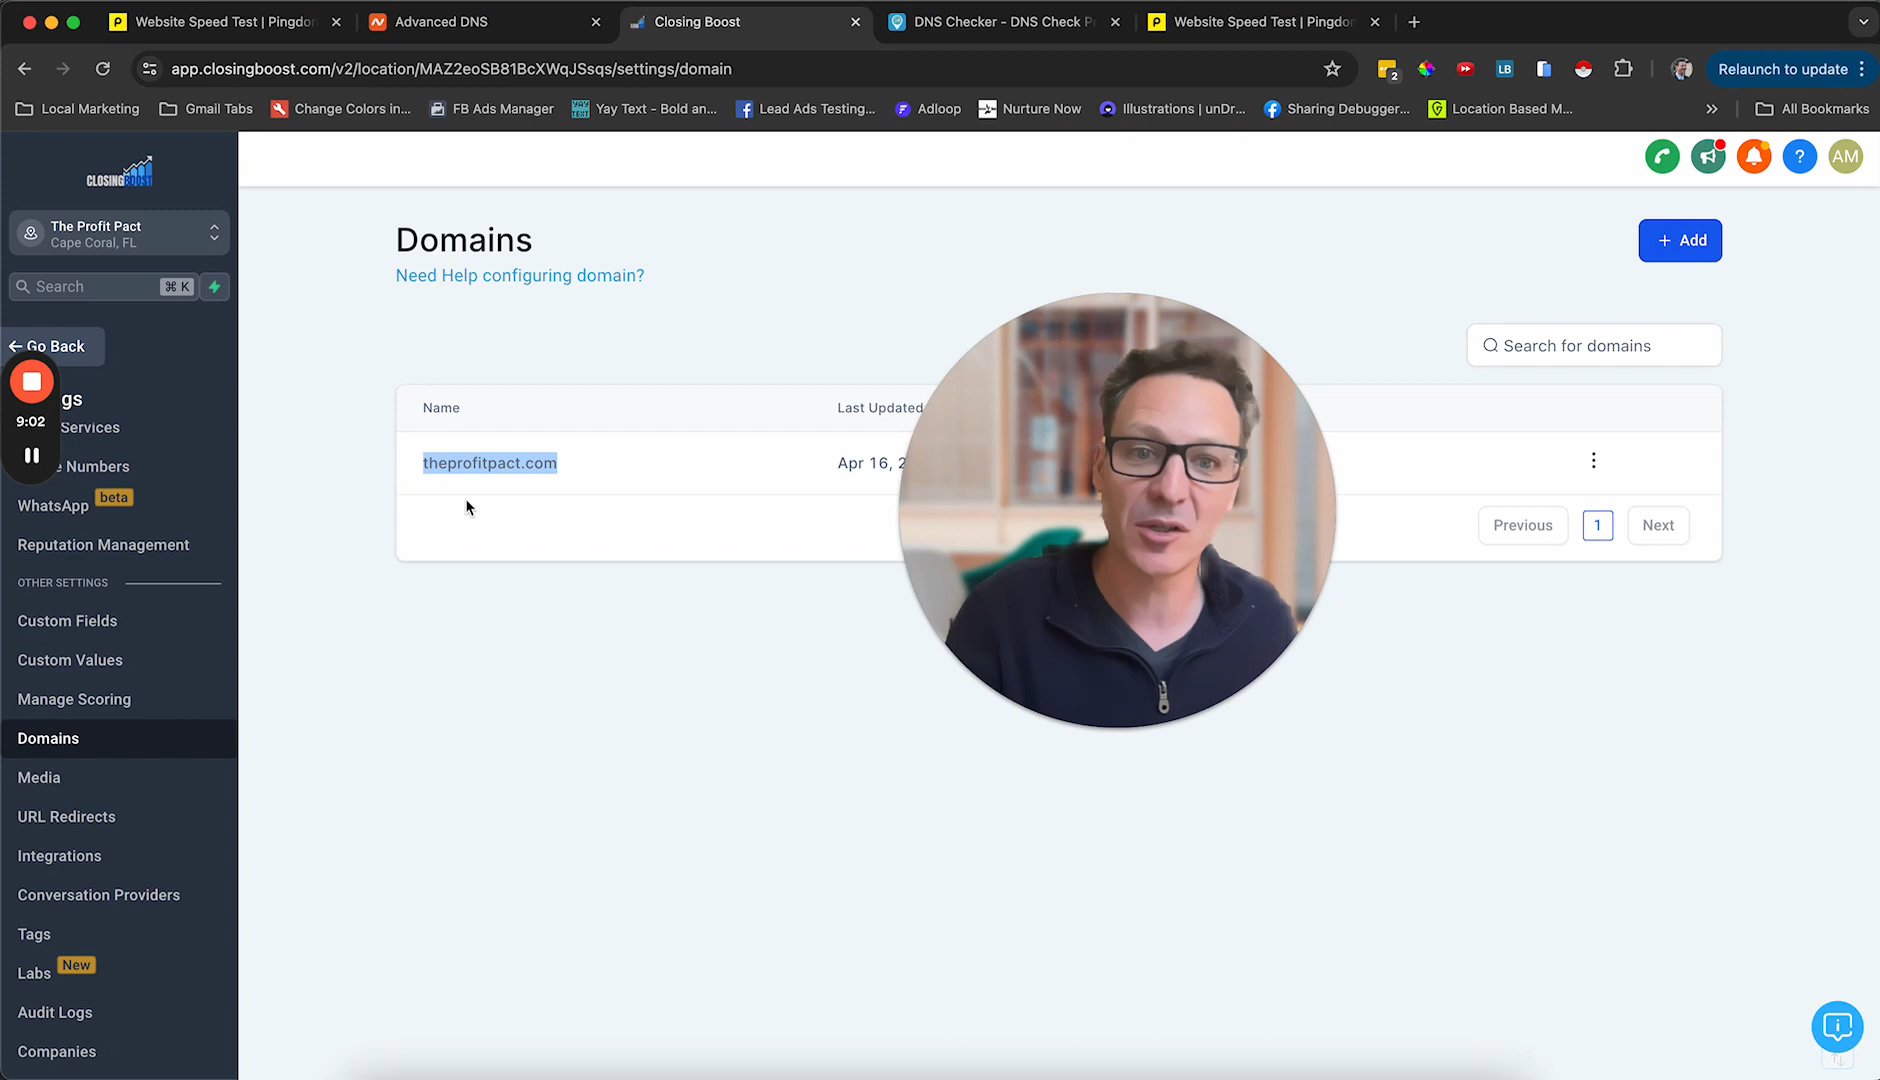 Website Speed Test | Pingdom
Advanced DNS
Closing Boost
DNS Checker - DNS Check P
Website Speed Test | Pingdom
app.closingboost.com/v2/location/MAZ2eoSB81BcXWqJSsqs/settings/domain
2
LB
Relaunch to update
Local Marketing
Gmail Tabs
Change Colors in...
FB Ads Manager
YAY TEXT
Yay Text - Bold an...
Lead Ads Testing...
Adloop
Nurture Now
Illustrations | unDr...
Sharing Debugger...
Location Based M...
All Bookmarks
CLOSINGBOOST
AM
The Profit Pact
Cape Coral, FL
Search
⌘ K
Go Back
gs
Services
Numbers
9:02
WhatsApp beta
Reputation Management
OTHER SETTINGS
Custom Fields
Custom Values
Manage Scoring
Domains
Media
URL Redirects
Integrations
Conversation Providers
Tags
Labs New
Audit Logs
Companies
Domains
Need Help configuring domain?
+ Add
Search for domains
Name
Last Updated
theprofitpact.com
Apr 16, 2
Previous
1
Next